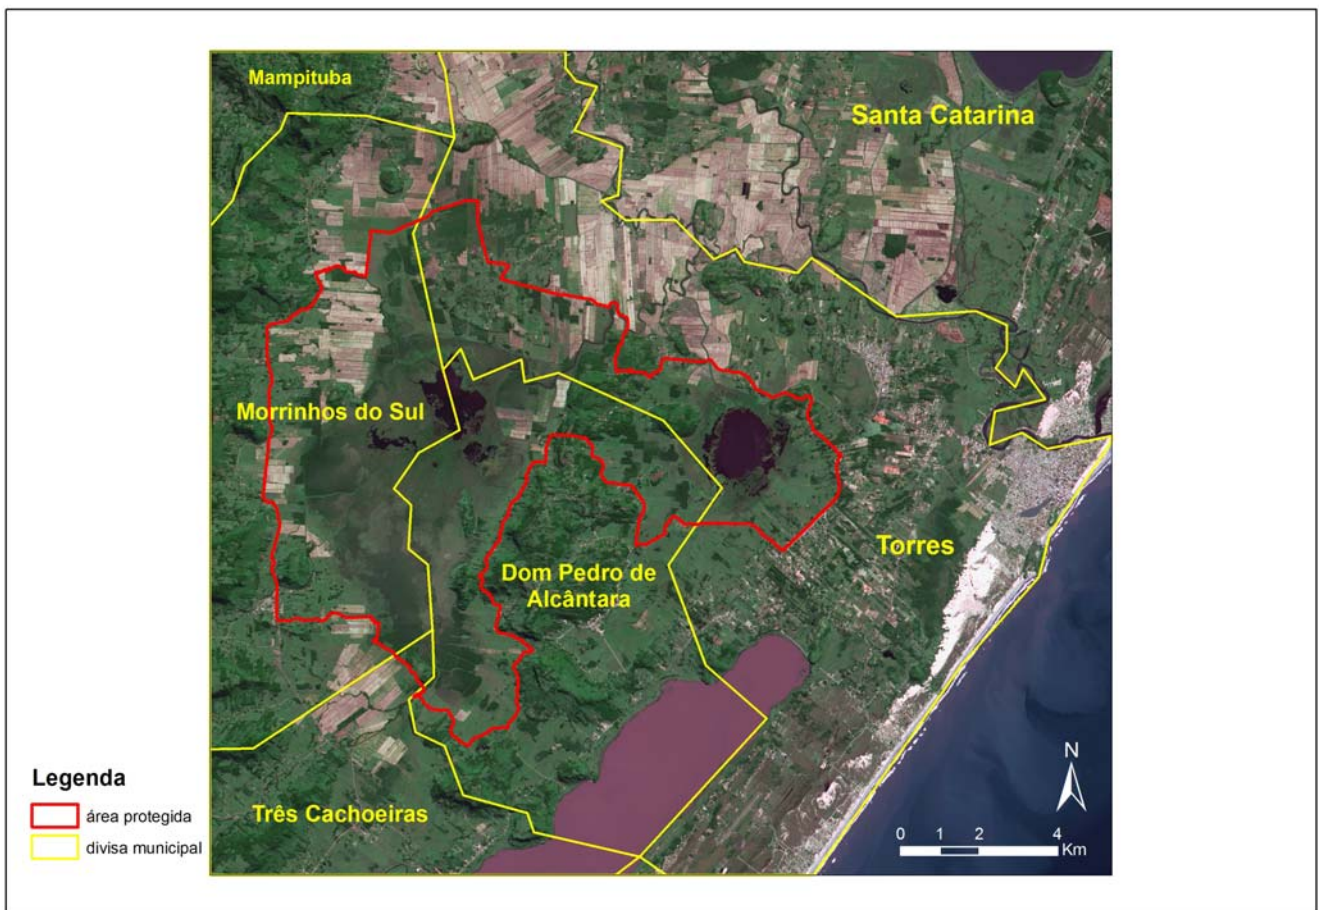 Mampituba
Santa Catarina
Morrinhos do Sul
Torres
Dom Pedro de
Alcântara
Três Cachoeiras
N
0 1 2 4
Km
Legenda
área protegida
divisa municipal